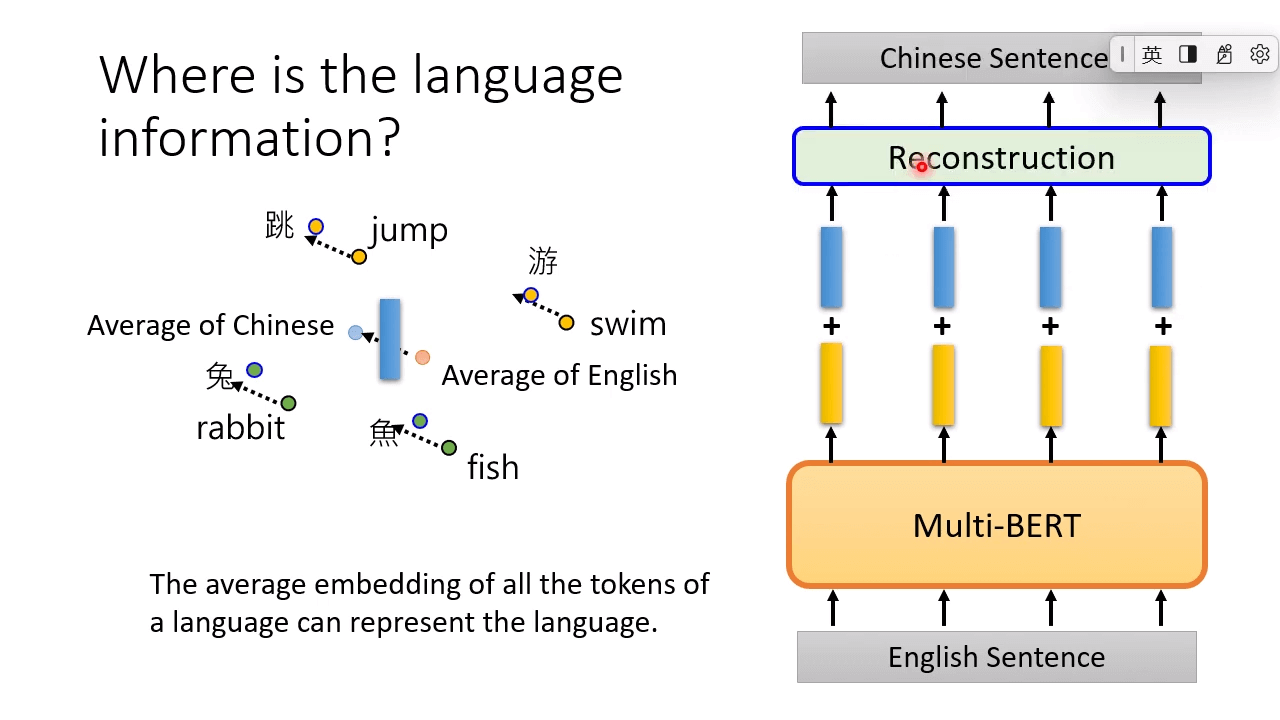 Where is the language
information?
跳
jump
游
swim
Average of Chinese
Average of English
兔
rabbit
魚
fish
The average embedding of all the tokens of
a language can represent the language.
Chinese Sentence
英
Reconstruction
+ + + +
Multi-BERT
English Sentence